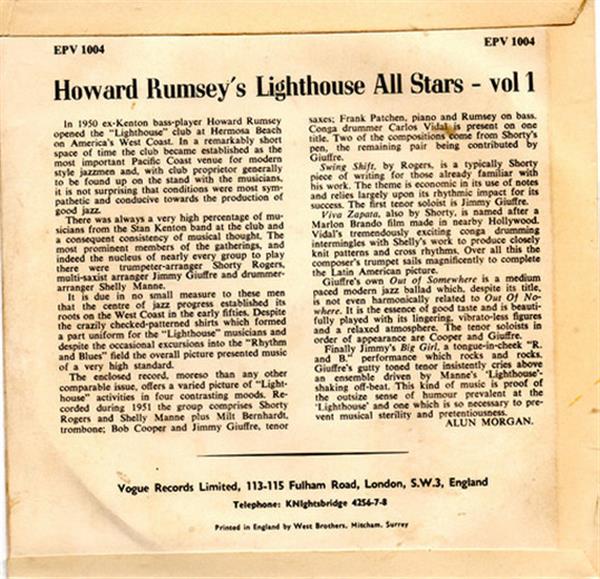 EPV 1004
EPV 1004
Howard Rumsey's Lighthouse All Stars - vol 1
In 1950 ex-Kenton bass-player Howard Rumsey
opened the "Lighthouse" club at Hermosa Beach
on America's West Coast. In a remarkably short
space of time the club became established as the
most important Pacific Coast venue for modern
style jazzmen and, with club proprietor generally
to be found up on the stand with the musicians,
it is not surprising that conditions were most sym-
pathetic and conducive towards the production of
good jazz.
There was always a very high percentage of mu-
sicians from the Stan Kenton band at the club and
a consequent consistency of musical thought. The
most prominent members of the gatherings, and
indeed the nucleus of nearly every group to play
there were trumpeter-arranger Shorty Rogers,
multi-saxist arranger Jimmy Giuffre and drummer-
arranger Shelly Manne.
It is due in no small measure to these men
that the centre of jazz progress established its
roots on the West Coast in the early fifties. Despite
the crazily checked-patterned shirts which formed
a part uniform for the "Lighthouse" musicians and
despite the occasional excursions into the "Rhythm
and Blues" field the overall picture presented music
of a very high standard.
The enclosed record, moreso than any other
comparable issue, offers a varied picture of "Light-
house" activities in four contrasting moods. Re-
corded during 1951 the group comprises Shorty
Rogers and Shelly Manne plus Milt Bernhardt,
trombone; Bob Cooper and Jimmy Giuffre, tenor
saxes; Frank Patchen, piano and Rumsey on bass.
Conga drummer Carlos Vidal is present on one
title. Two of the compositions come from Shorty's
pen, the remaining pair being contributed by
Giuffre.
Swing Shift, by Rogers, is a typically Shorty
piece of writing for those already familiar with
his work. The theme is economic in its use of notes
and relies largely upon its rhythmic impact for its
success. The first tenor soloist is Jimmy Giuffre.
Viva Zapata, also by Shorty, is named after a
Marlon Brando film made in nearby Hollywood.
Vidal's tremendously exciting conga drumming
intermingles with Shelly's work to produce closely
knit patterns and cross rhythms. Over all this the
composer's trumpet sails magnificently to complete
the Latin American picture.
Giuffre's own Out of Somewhere is a medium
paced modern jazz ballad which, despite its title,
is not even harmonically related to Out Of No-
where. It is the essence of good taste and is beauti-
fully played with its lingering, vibrato-less figures
and a relaxed atmosphere. The tenor soloists in
order of appearance are Cooper and Giuffre.
Finally Jimmy's Big Girl, a tongue-in-cheek "R.
and B." performance which rocks and rocks.
Giuffre's gutty toned tenor insistently cries above
an ensemble driven by Manne's 'Lighthouse'-
shaking off-beat. This kind of music is proof of
the outsize sense of humour prevalent at the
'Lighthouse' and one which is so necessary to pre-
vent musical sterility and pretentiousness.
ALUN MORGAN.
Vogue Records Limited, 113-115 Fulham Road, London, S.W.3, England
Telephone: KNIghtsbridge 4256-7-8
Printed in England by West Brothers, Mitcham, Surrey